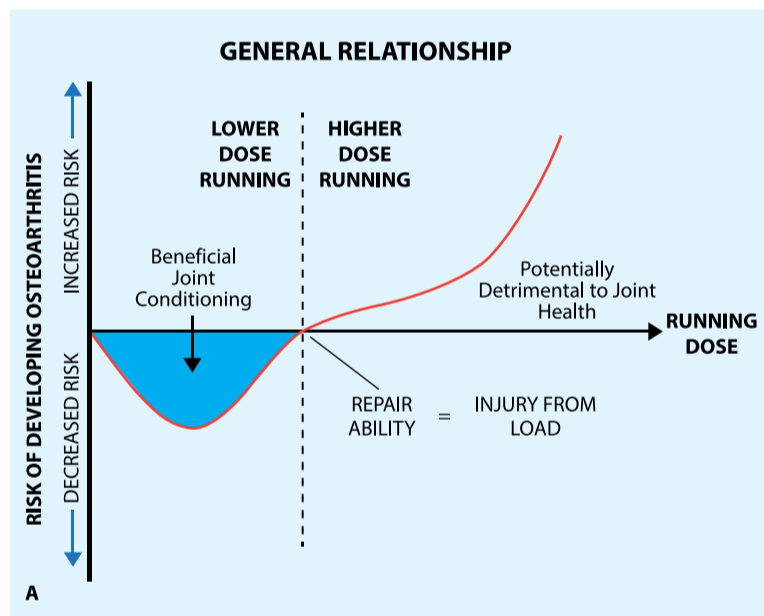 GENERAL RELATIONSHIP
RISK OF DEVELOPING OSTEOARTHRITIS
INCREASED RISK
DECREASED RISK
LOWER
DOSE
RUNNING
HIGHER
DOSE
RUNNING
Beneficial
Joint
Conditioning
Potentially
Detrimental to Joint
Health
RUNNING
DOSE
REPAIR
ABILITY
=
INJURY FROM
LOAD
A